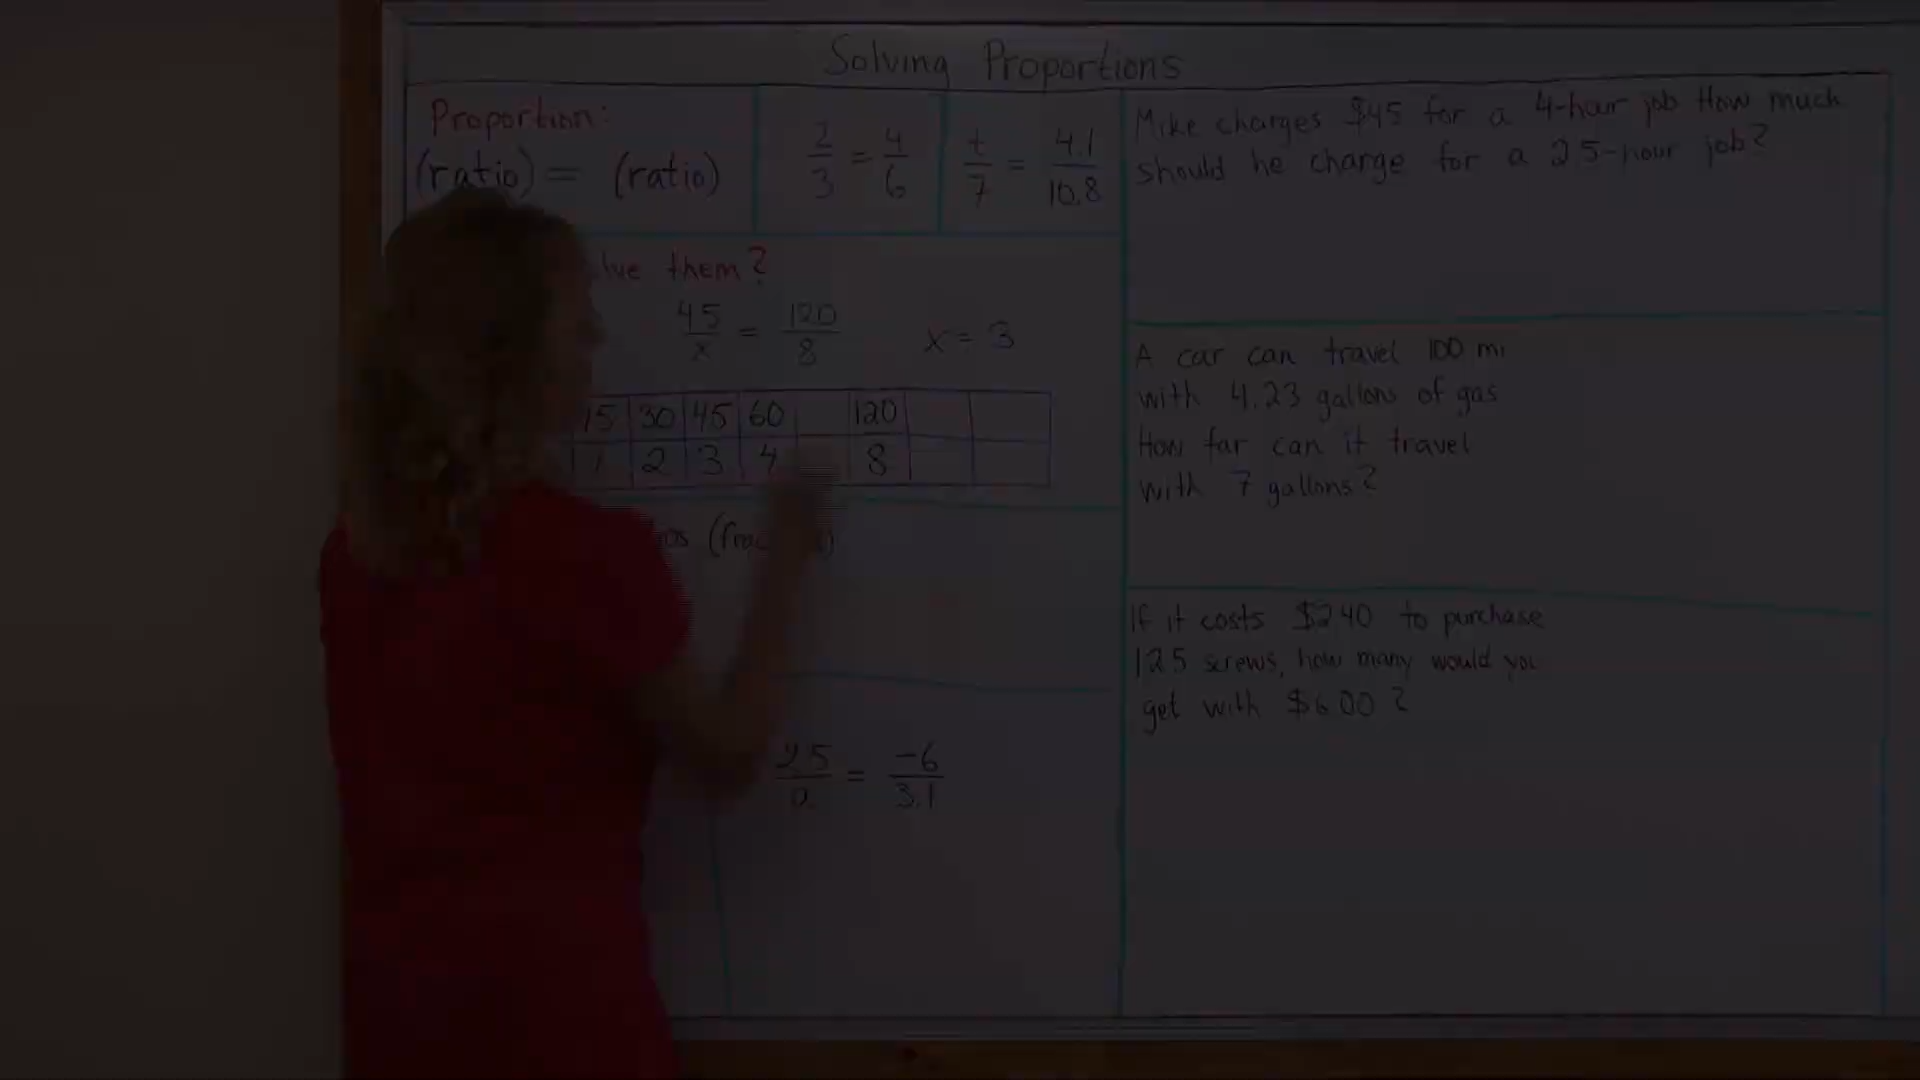 Solving Proportions
Proportion:
(ratio) = (ratio)
2/3 = 4/6
t/7 = 4.1/10.8
them?
45/x = 120/8
x = 3
15 30 45 60 120
1 2 3 4 8
25/a = -6/3.1
Mike charges $45 for a 4-hour job How much
should he charge for a 2.5-hour job?
A car can travel 100 mi
with 4.23 gallons of gas
How far can it travel
with 7 gallons?
If it costs $2.40 to purchase
125 screws, how many would you
get with $6.00?